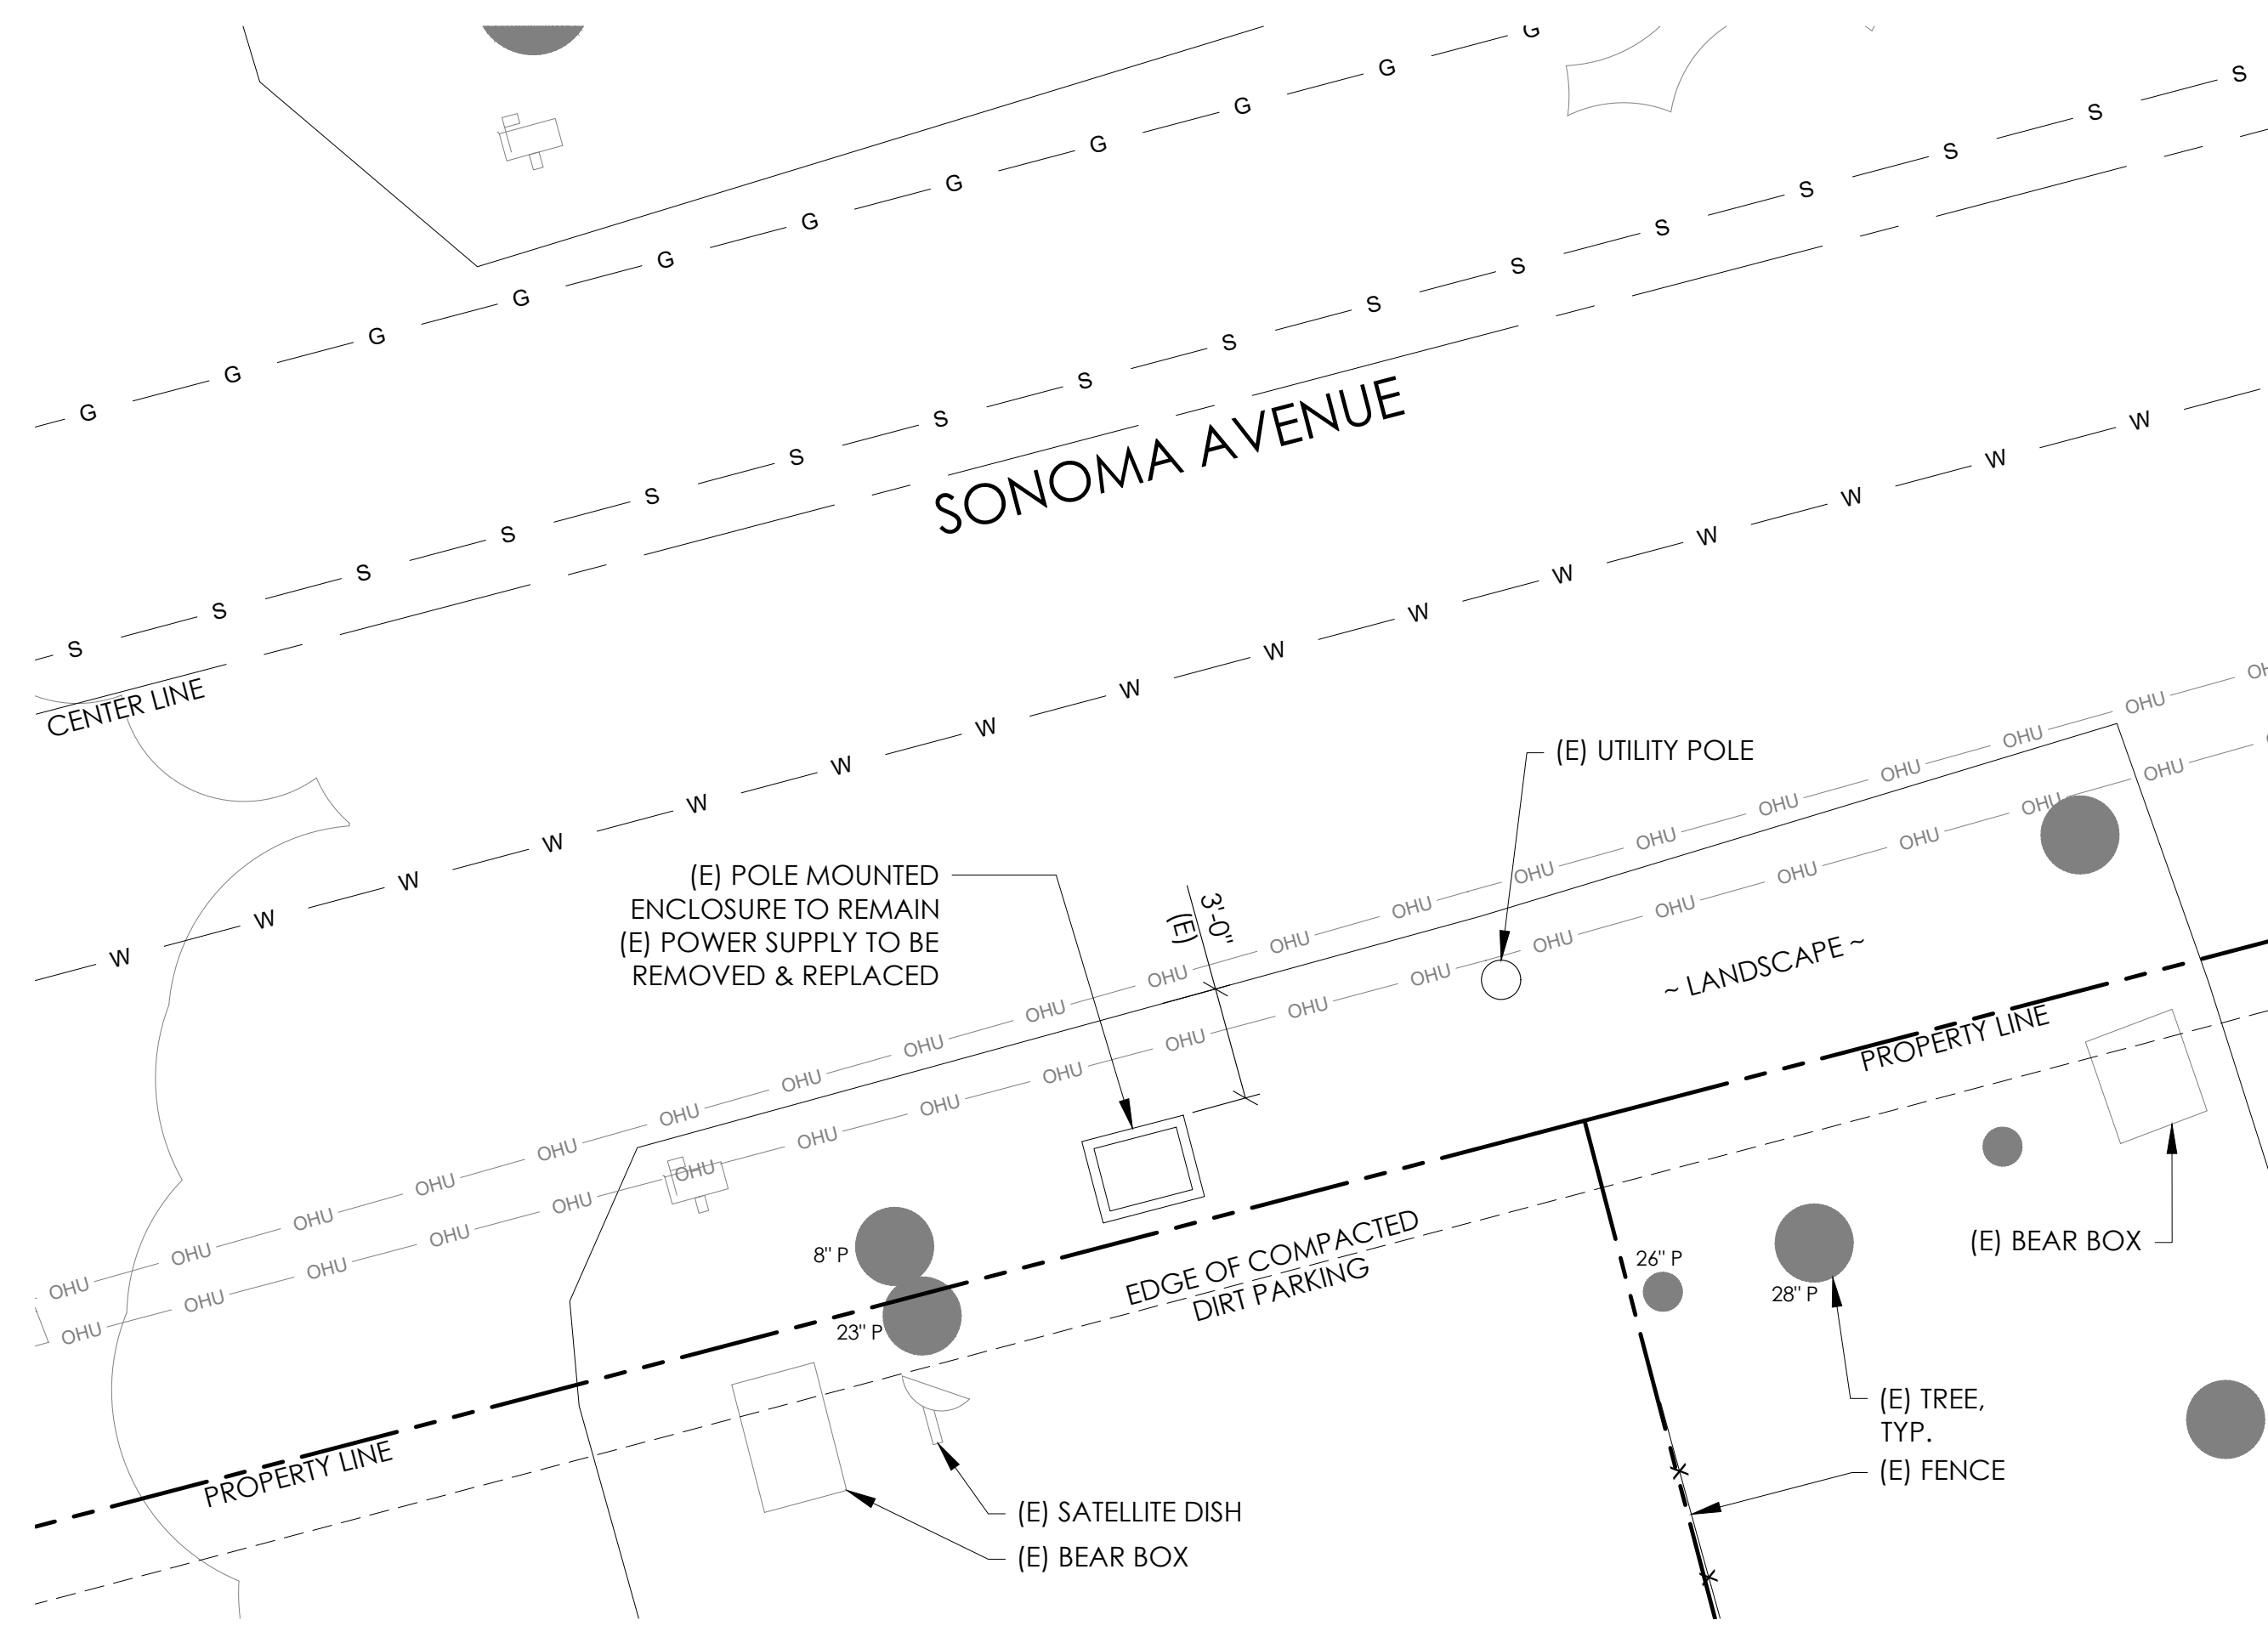 G G G G G G G G G G G
S S S S S S S S S S S S S S S S
SONOMA AVENUE
CENTER LINE
W W W W W W W W W W W W W W W
(E) UTILITY POLE
(E) POLE MOUNTED
ENCLOSURE TO REMAIN
(E) POWER SUPPLY TO BE
REMOVED & REPLACED
3'-0"
(E)
OHU OHU OHU OHU OHU OHU OHU OHU OHU OHU OHU OHU OHU OHU OHU OHU OHU OHU
OHU OHU OHU OHU OHU OHU OHU OHU OHU OHU OHU OHU OHU OHU OHU OHU OHU OHU
~ LANDSCAPE ~
PROPERTY LINE
8" P
23" P
EDGE OF COMPACTED
DIRT PARKING
26" P
28" P
(E) BEAR BOX
(E) TREE,
TYP.
(E) FENCE
PROPERTY LINE
(E) SATELLITE DISH
(E) BEAR BOX